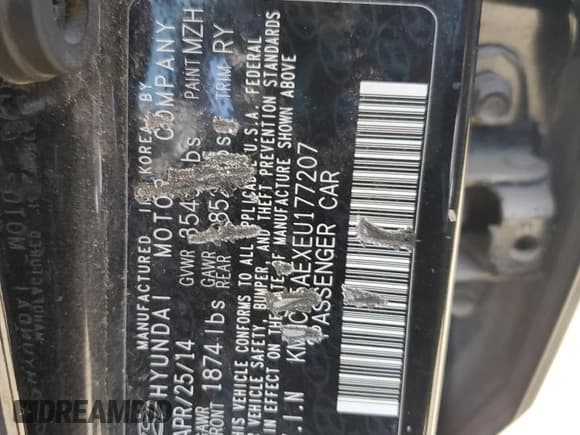 MANUFACTURED IN KOREA BY
HYUNDAI MOTOR COMPANY
APR/25/14 GVWR lbs PAINT MZH
GAWR FRONT 1874 lbs GAWR REAR TRIM RY
THIS VEHICLE CONFORMS TO ALL APPLICABLE U.S.A FEDERAL
VEHICLE SAFETY, BUMPER, AND THEFT PREVENTION STANDARDS
IN EFFECT ON THE DATE OF MANUFACTURE SHOWN ABOVE
V.I.N
PASSENGER CAR
DREAMBID